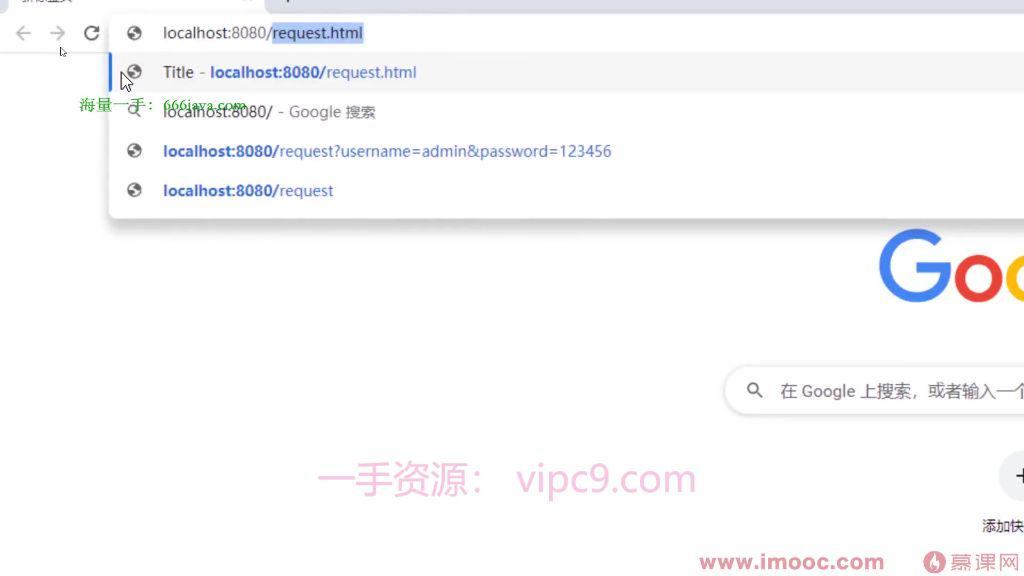 localhost:8080/request.html
Title - localhost:8080/request.html
海量一手：666java.com
localhost:8080/ - Google 搜索
localhost:8080/request?username=admin&password=123456
localhost:8080/request
Goo
在 Google 上搜索，或者输入一个
一手资源： vipc9.com
添加快
www.imooc.com 慕课网